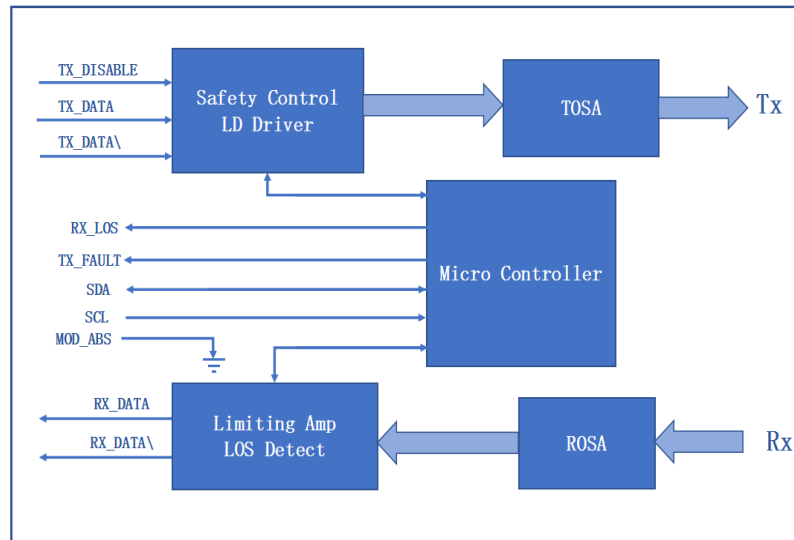 TX_DISABLE
TX_DATA
TX_DATA\
Safety Control
LD Driver
TOSA
Tx
RX_LOS
TX_FAULT
SDA
SCL
MOD_ABS
Micro Controller
RX_DATA
RX_DATA\
Limiting Amp
LOS Detect
ROSA
Rx